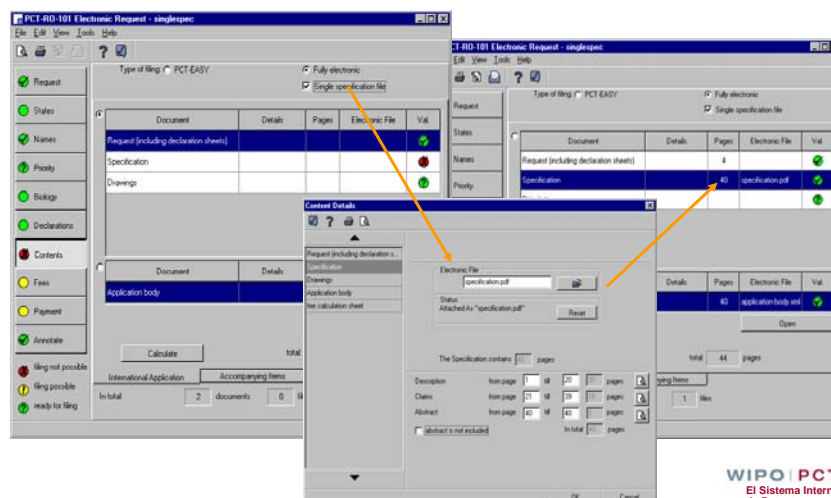 PCT-RO-101 Electronic Request - singlespec
File Edit View Tools Help
Type of filing: PCT-EASY
Fully electronic
Single specification file
Request
States
Names
Priority
Biology
Declarations
Contents
Fees
Payment
Annotate
filing not possible
filing possible
ready for filing
Document Details Pages Electronic File Val.
Request (including declaration sheets)
Specification
Drawings
Document Details
Application body
Calculate total
International Application Accompanying Items
In total: 2 documents 0
CT-RO-101 Electronic Request - singlespec
Edit View Tools Help
Type of filing: PCT-EASY
Fully electronic
Single specification file
Request
States
Names
Priority
Document Details Pages Electronic File Val.
Request (including declaration sheets) 4
Specification 40 specification.pdf
Details Pages Electronic File Val.
40 application-body.xml
Open
total 44 pages
ying Items
1 files
Content Details
Request (including declaration s...
Specification
Drawings
Application body
fee calculation sheet
Electronic File
specification.pdf
Status
Attached As "specification.pdf"
Reset
The Specification contains 40 pages
Description from page 1 till 20 pages
Claims from page 21 till 39 pages
Abstract from page 40 till 40 pages
abstract is not included
In total 40 pages
OK Cancel
WIPO | PCT
El Sistema Intern